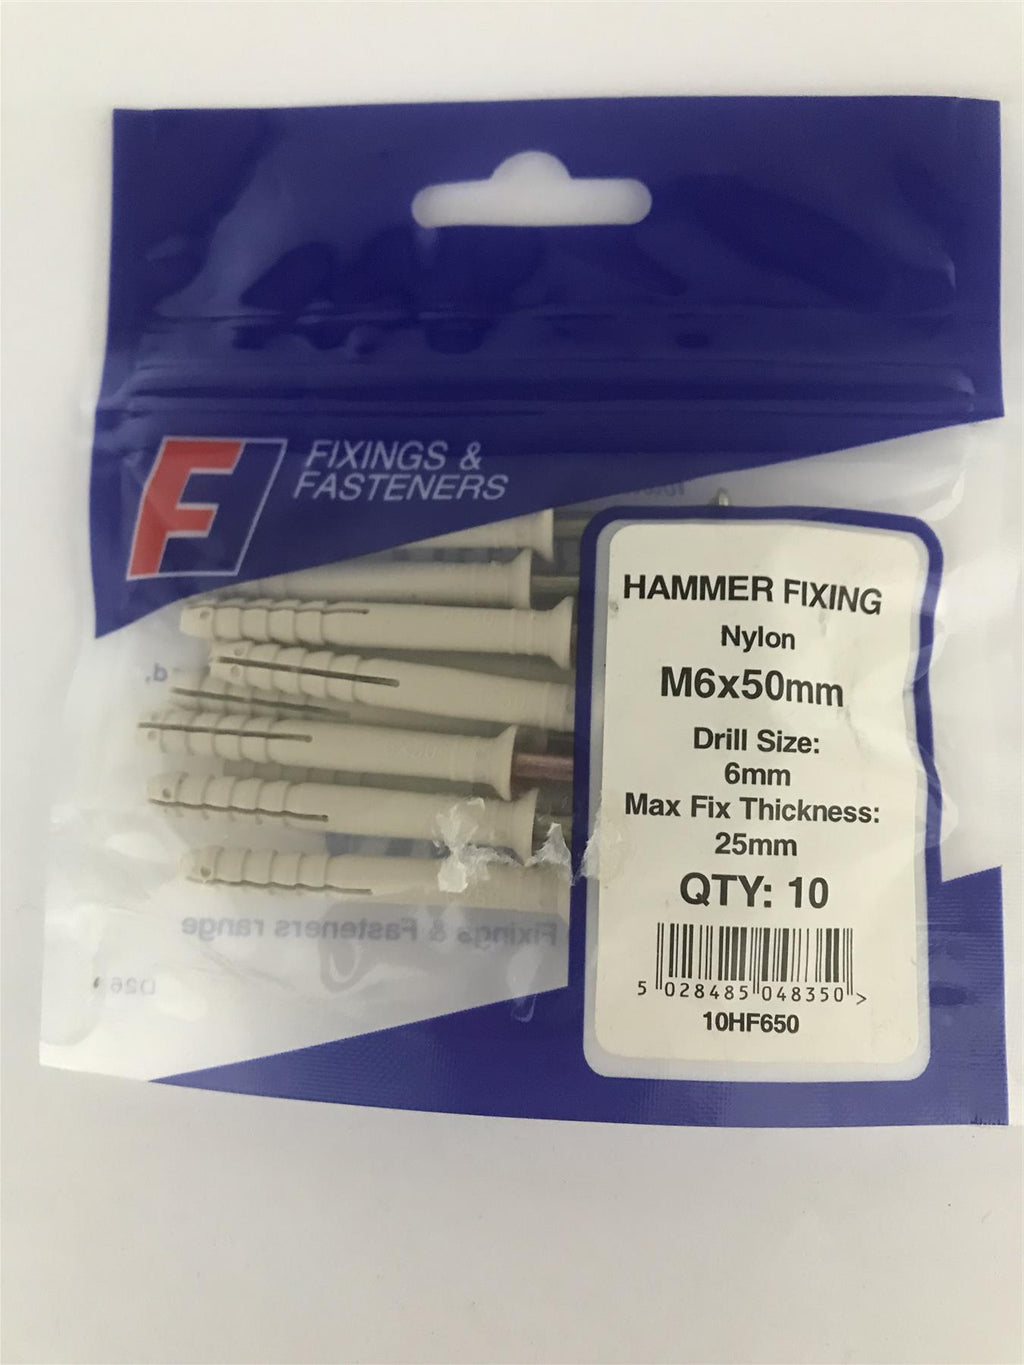 FIXINGS &
FASTENERS
HAMMER FIXING
Nylon
M6x50mm
Drill Size:
6mm
Max Fix Thickness:
25mm
QTY: 10
5 028485 048350 >
10HF650
Fixings & Fasteners range
D26